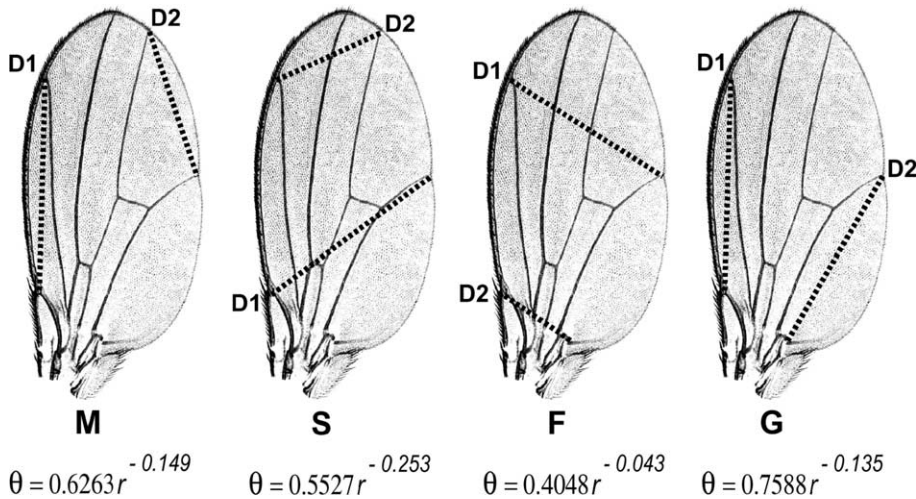 D2
D1
D2
D1
D1
D2
D1
D2
M S F G
θ = 0.6263r^-0.149 θ = 0.5527r^-0.253 θ = 0.4048r^-0.043 θ = 0.7588r^-0.135